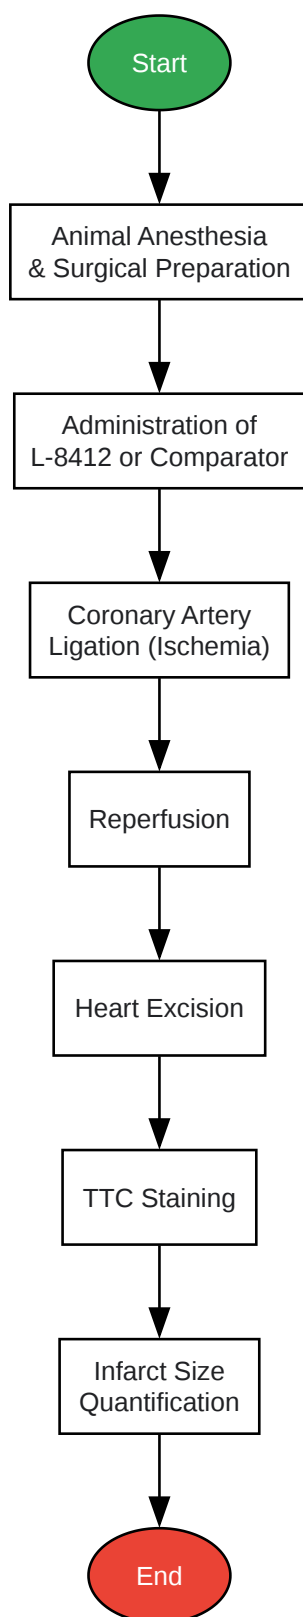 Start
Animal Anesthesia
& Surgical Preparation
Administration of
L-8412 or Comparator
Coronary Artery
Ligation (Ischemia)
Reperfusion
Heart Excision
TTC Staining
Infarct Size
Quantification
End